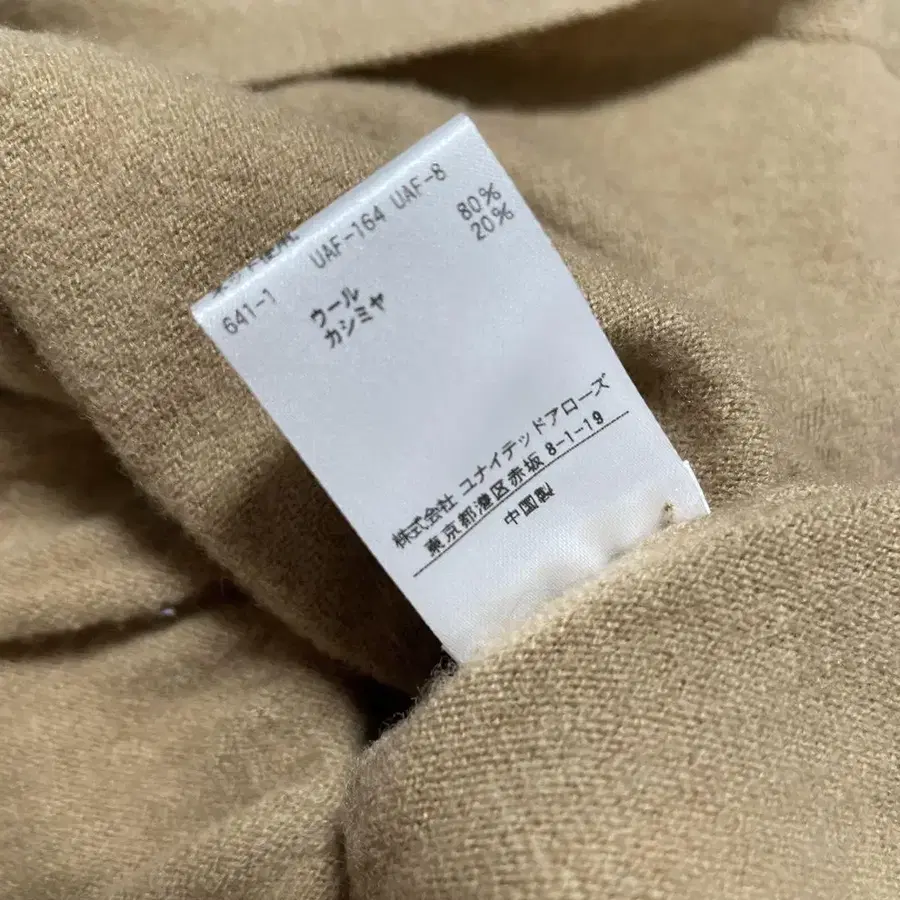 641-1 UAF-164 UAF-8
ウール 80%
カシミヤ 20%
株式会社 ユナイテッドアローズ
東京都港区赤坂 8-1-19
中国製